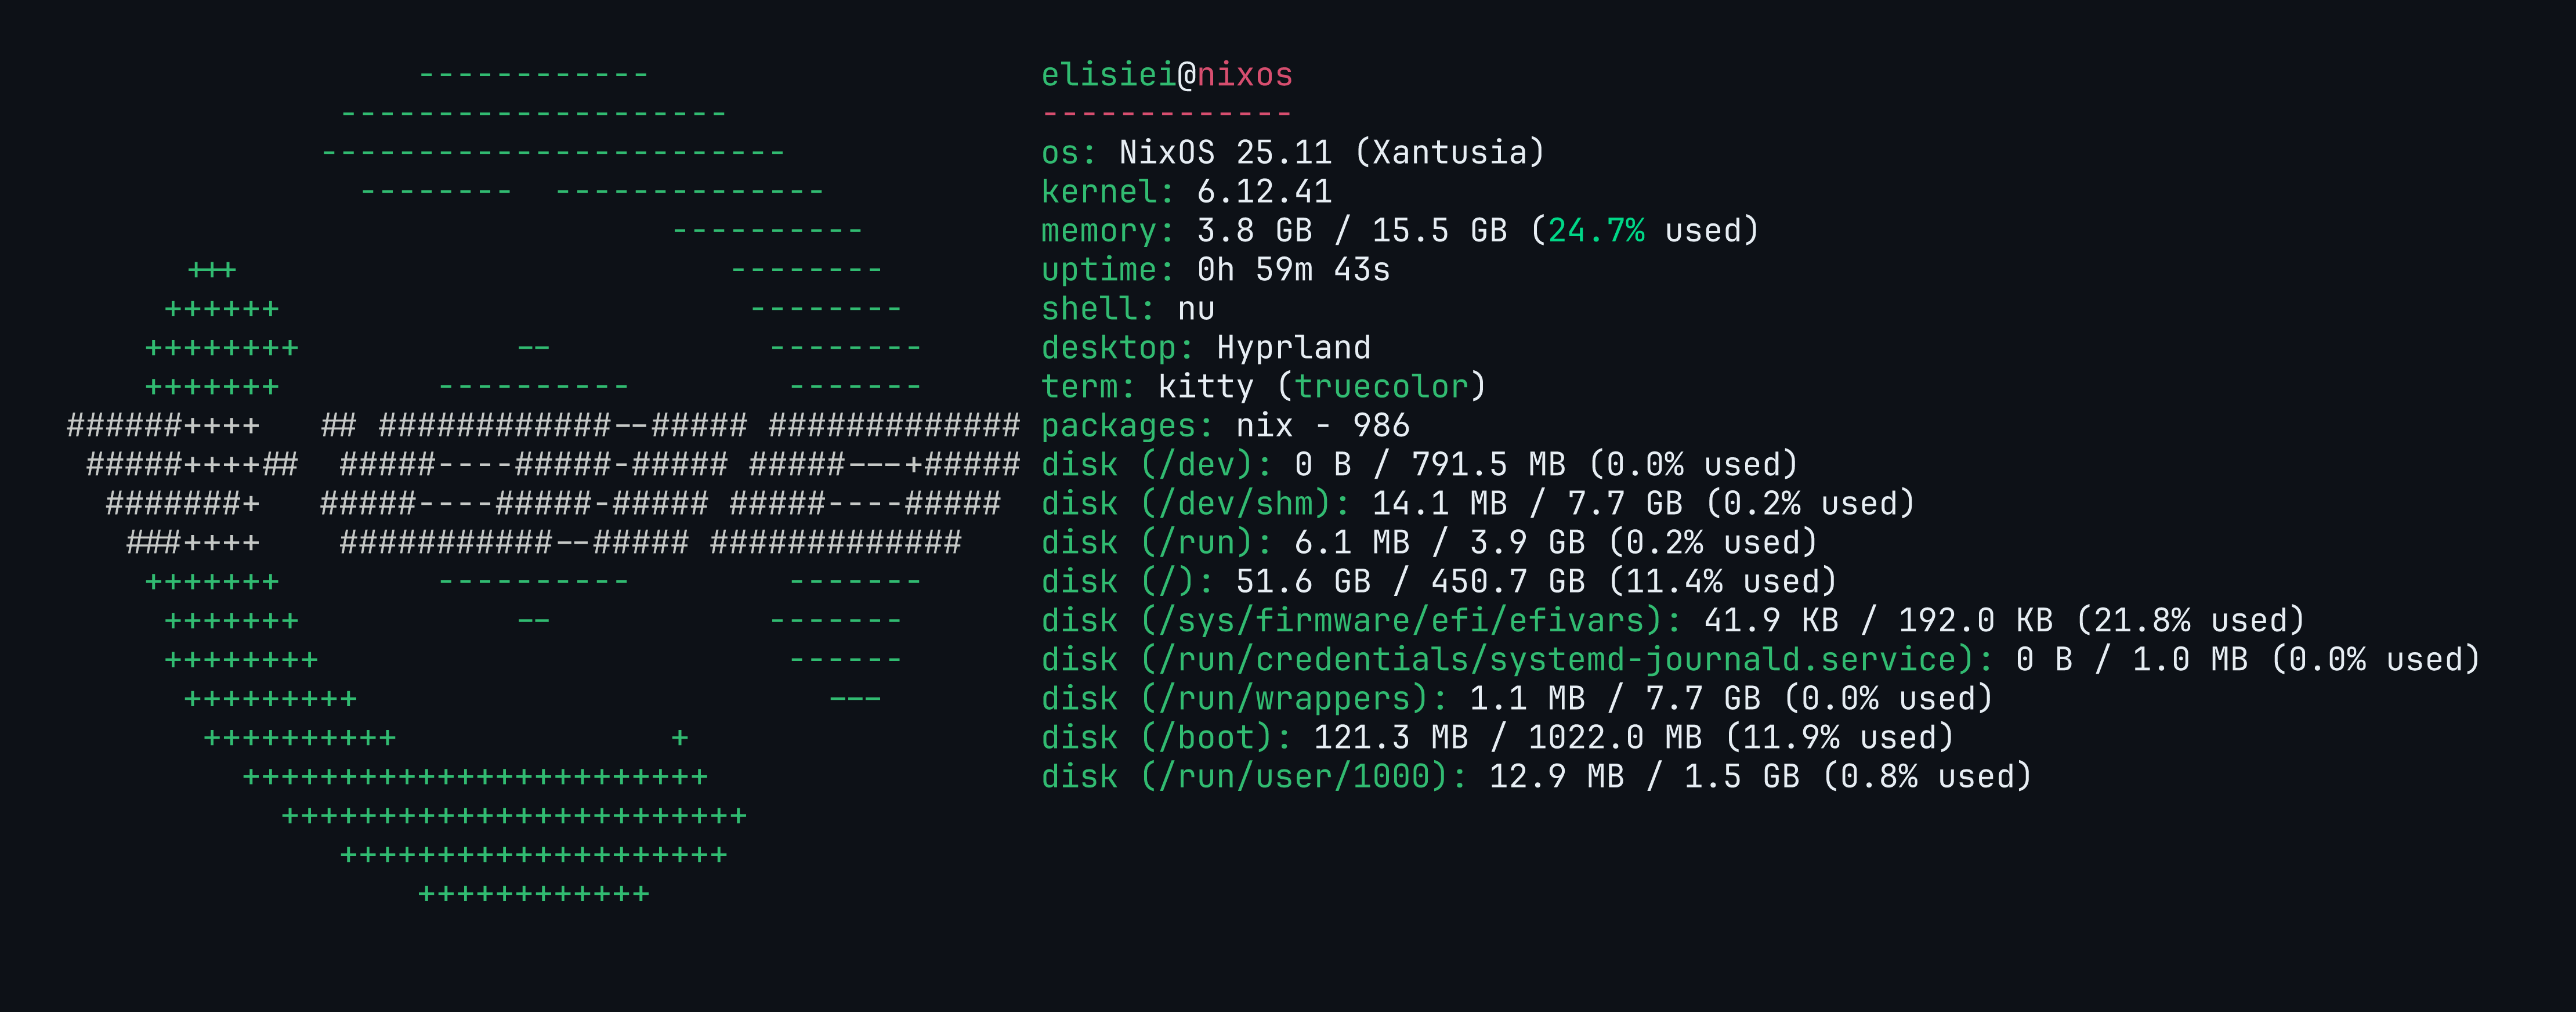 elisiei@nixos
-------------
os: NixOS 25.11 (Xantusia)
kernel: 6.12.41
memory: 3.8 GB / 15.5 GB (24.7% used)
uptime: 0h 59m 43s
shell: nu
desktop: Hyprland
term: kitty (truecolor)
packages: nix - 986
disk (/dev): 0 B / 791.5 MB (0.0% used)
disk (/dev/shm): 14.1 MB / 7.7 GB (0.2% used)
disk (/run): 6.1 MB / 3.9 GB (0.2% used)
disk (/): 51.6 GB / 450.7 GB (11.4% used)
disk (/sys/firmware/efi/efivars): 41.9 KB / 192.0 KB (21.8% used)
disk (/run/credentials/systemd-journald.service): 0 B / 1.0 MB (0.0% used)
disk (/run/wrappers): 1.1 MB / 7.7 GB (0.0% used)
disk (/boot): 121.3 MB / 1022.0 MB (11.9% used)
disk (/run/user/1000): 12.9 MB / 1.5 GB (0.8% used)